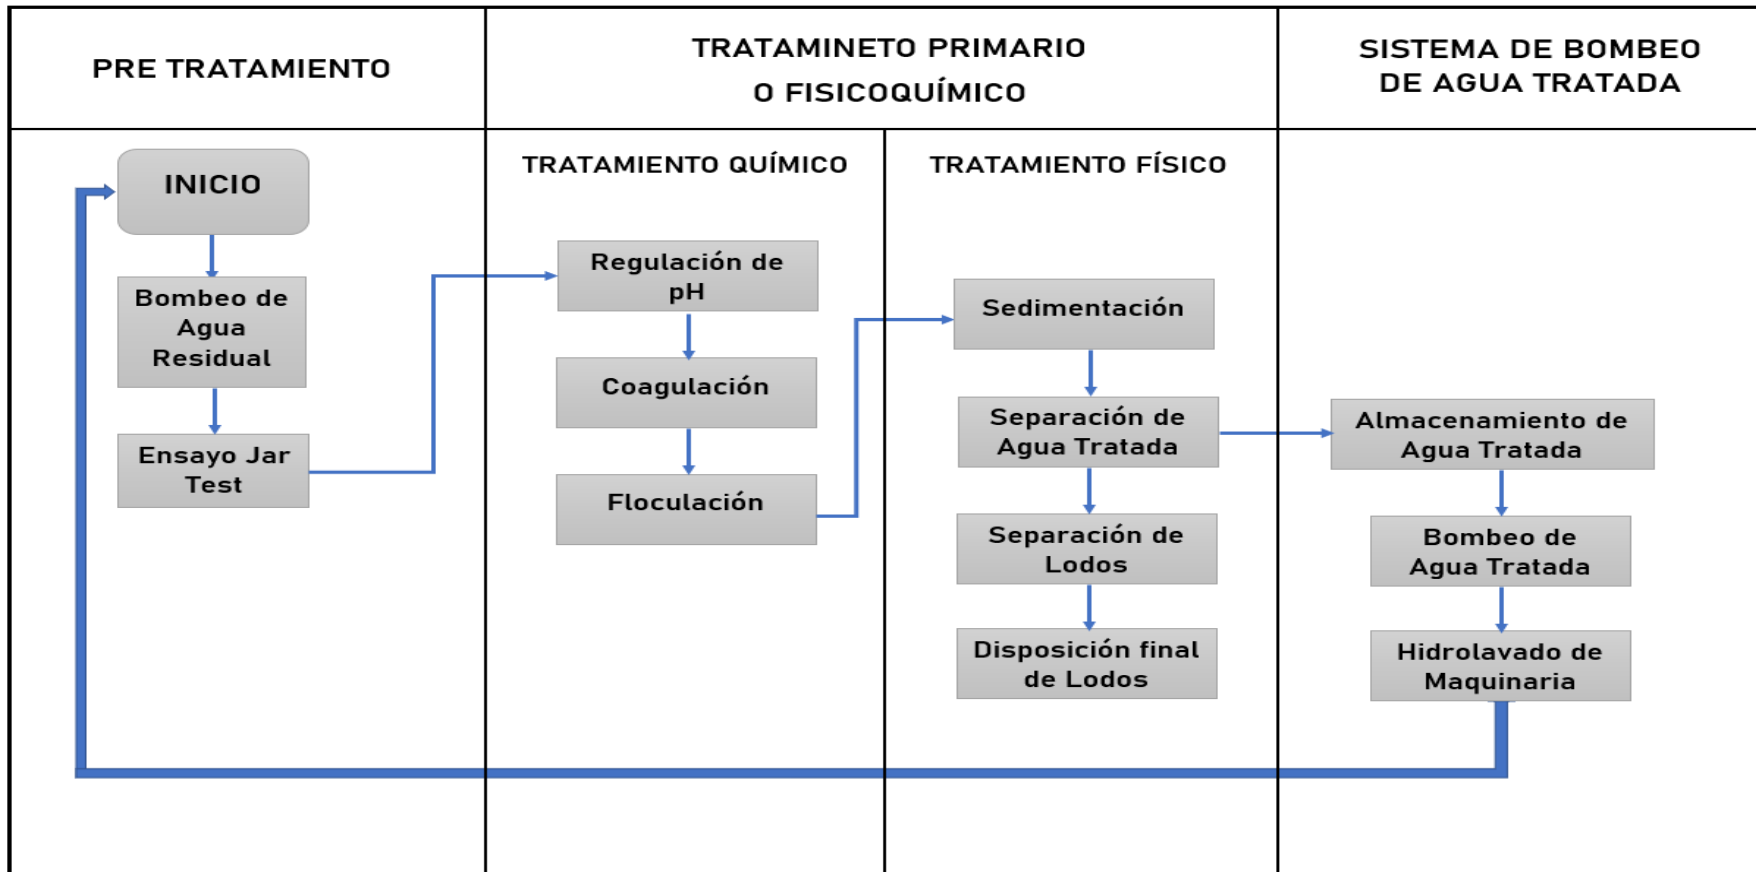 PRE TRATAMIENTO
TRATAMINETO PRIMARIO
O FISICOQUÍMICO
SISTEMA DE BOMBEO
DE AGUA TRATADA
INICIO
Bombeo de
Agua
Residual
Ensayo Jar
Test
TRATAMIENTO QUÍMICO
Regulación de
pH
Coagulación
Floculación
TRATAMIENTO FÍSICO
Sedimentación
Separación de
Agua Tratada
Separación de
Lodos
Disposición final
de Lodos
Almacenamiento de
Agua Tratada
Bombeo de
Agua Tratada
Hidrolavado de
Maquinaria